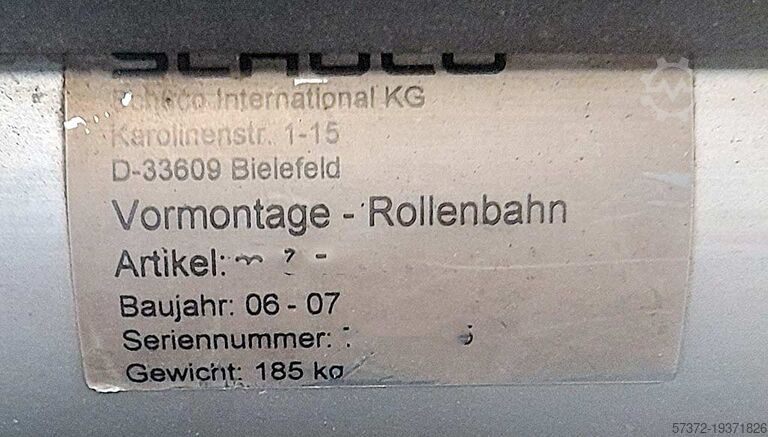 SCHÜCO
Schüco International KG
Karolinenstr. 1-15
D-33609 Bielefeld
Vormontage - Rollenbahn
Artikel:
Baujahr: 06 - 07
Seriennummer:
Gewicht: 185 kg
57372-19371826